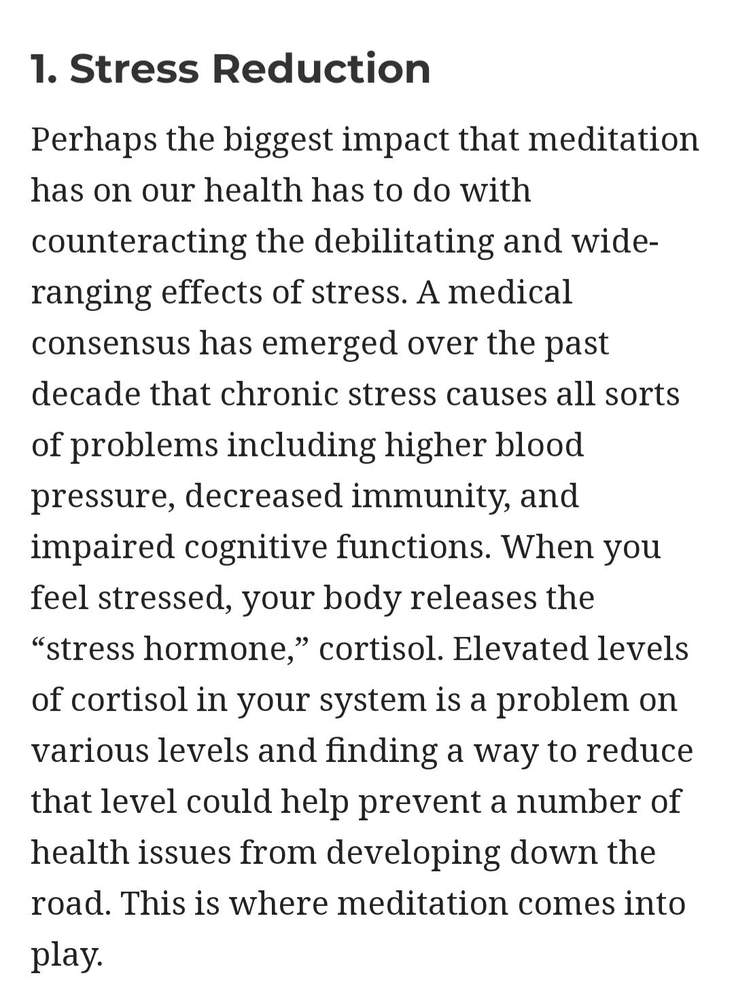 1. Stress Reduction
Perhaps the biggest impact that meditation
has on our health has to do with
counteracting the debilitating and wide-
ranging effects of stress. A medical
consensus has emerged over the past
decade that chronic stress causes all sorts
of problems including higher blood
pressure, decreased immunity, and
impaired cognitive functions. When you
feel stressed, your body releases the
“stress hormone,” cortisol. Elevated levels
of cortisol in your system is a problem on
various levels and finding a way to reduce
that level could help prevent a number of
health issues from developing down the
road. This is where meditation comes into
play.